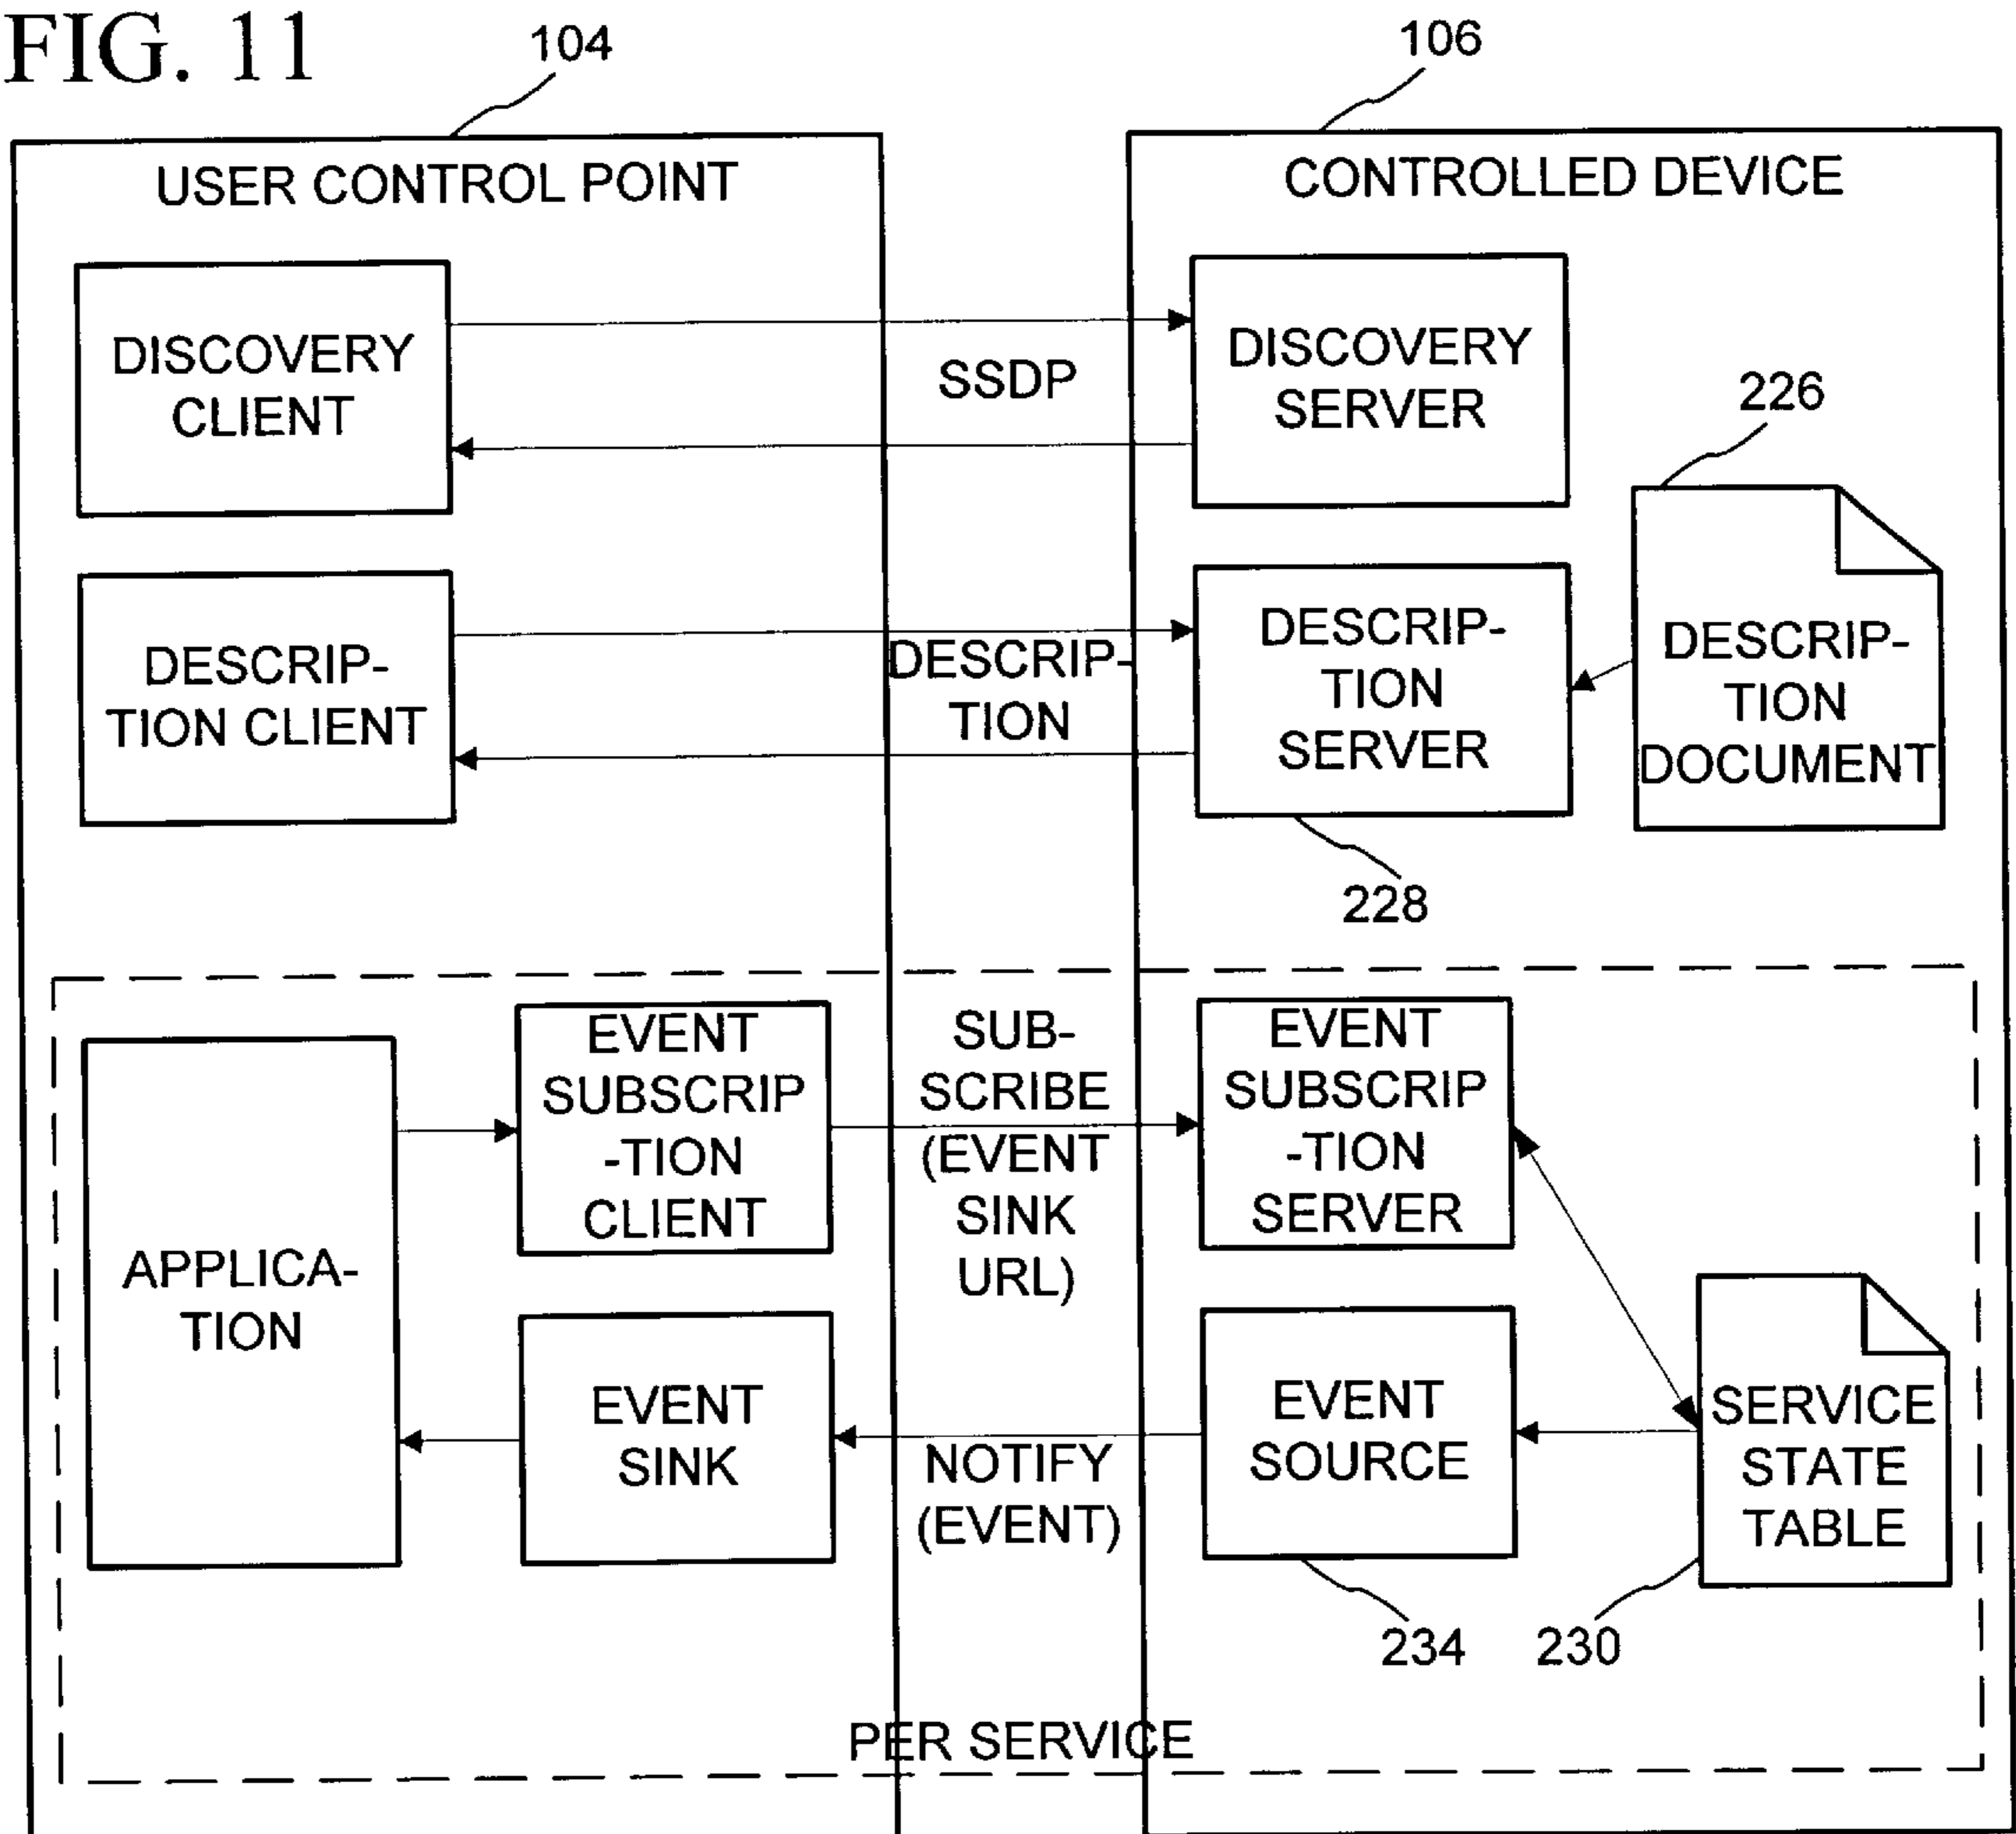 FIG. 11
104
106
USER CONTROL POINT
CONTROLLED DEVICE
DISCOVERY
CLIENT
SSDP
DISCOVERY
SERVER
226
DESCRIP-
TION CLIENT
DESCRIP-
TION
DESCRIP-
TION
SERVER
DESCRIP-
TION
DOCUMENT
228
APPLICA-
TION
EVENT
SUBSCRIP
-TION
CLIENT
SUB-
SCRIBE
(EVENT
SINK
URL)
EVENT
SUBSCRIP
-TION
SERVER
EVENT
SINK
NOTIFY
(EVENT)
EVENT
SOURCE
SERVICE
STATE
TABLE
234
230
PER SERVICE